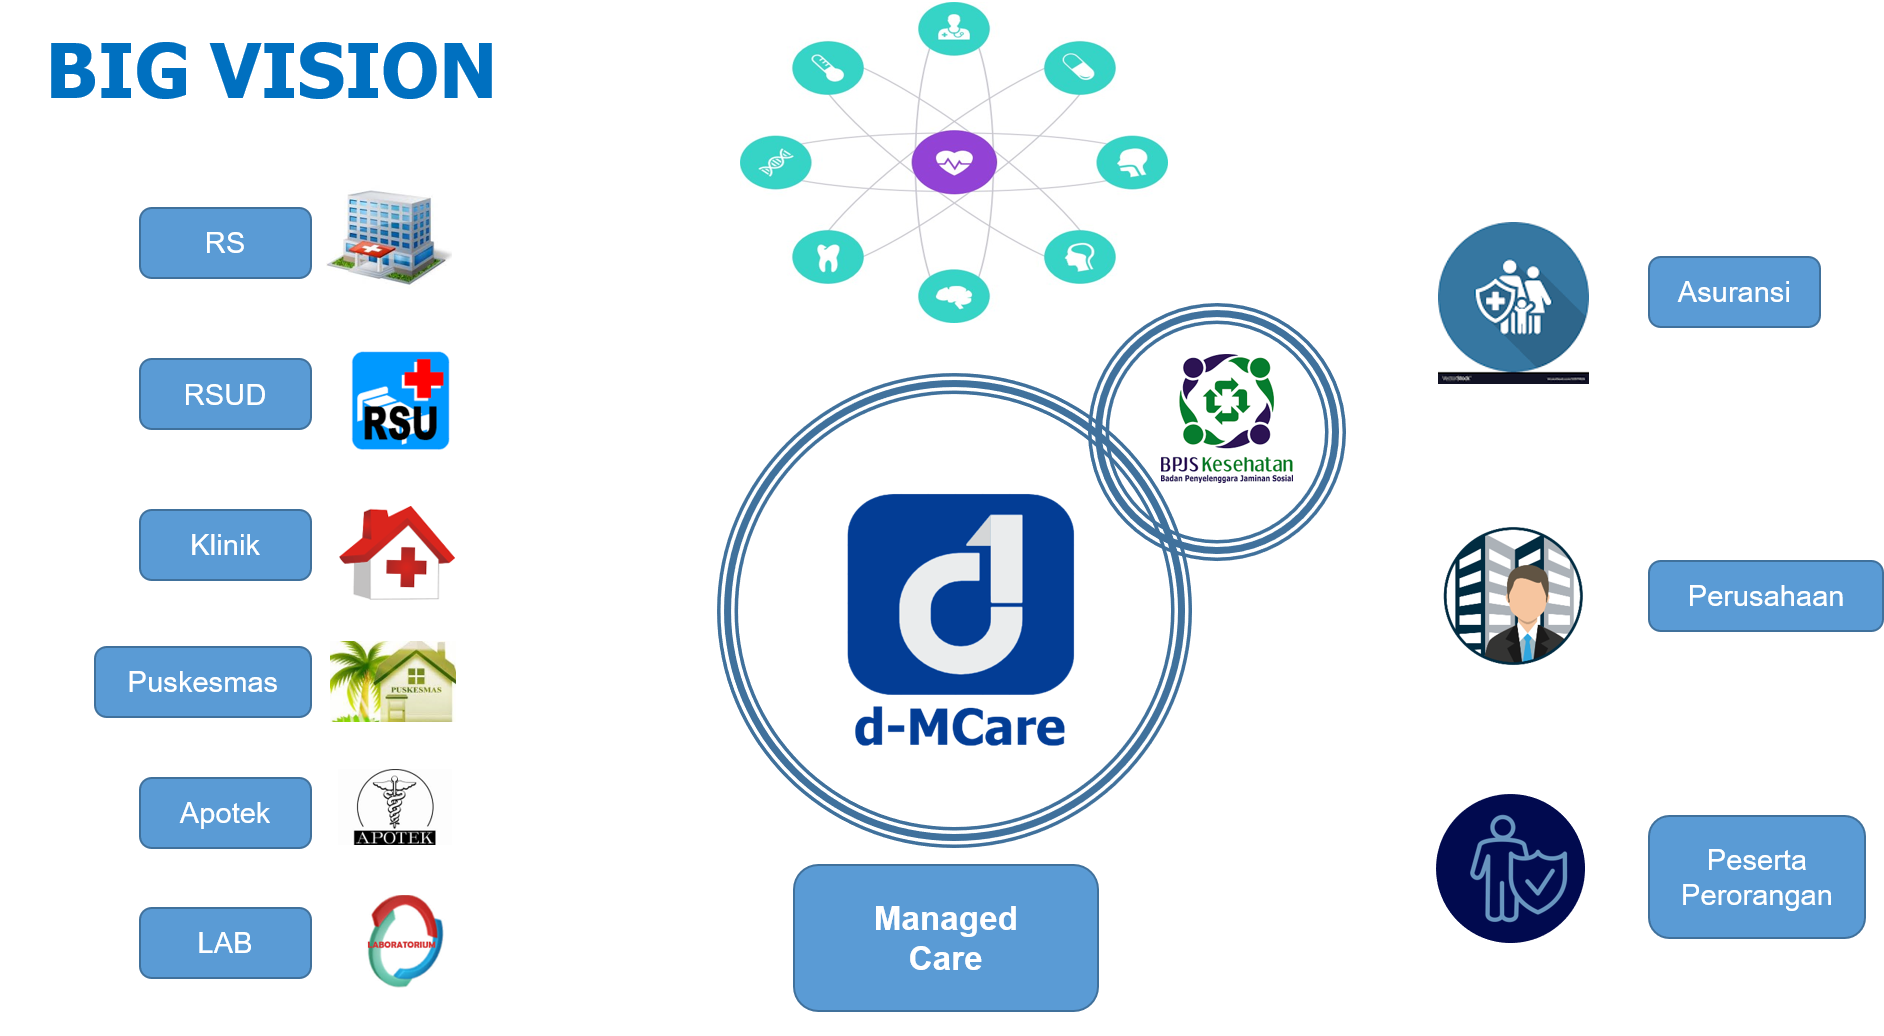 BIG VISION
RS
RSUD
RSU
Klinik
Puskesmas
PUSKESMAS
Apotek
APOTEK
LAB
LABORATORIUM
BPJS Kesehatan
Badan Penyelenggara Jaminan Sosial
d-MCare
Managed
Care
VectorStock
Asuransi
Perusahaan
Peserta
Perorangan